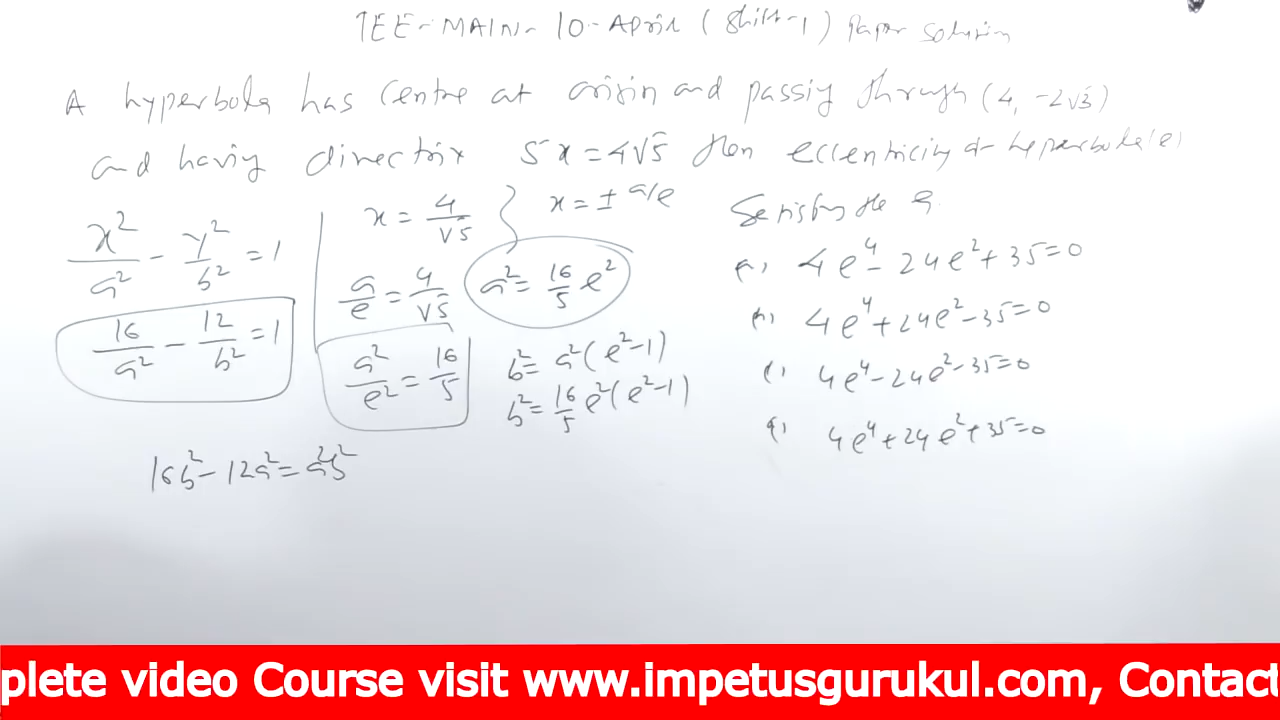 JEE-MAIN-10-April (Shift-1) Paper solution
A hyperbola has centre at origin and passing through (4, -2√3)
and having directrix 5x = 4√5 then eccentricity of hyperbola (e)
Satisfy the
x²/a² - y²/b² = 1
16/a² - 12/b² = 1
x = 4/√5
a/e = 4/√5
a²/e² = 16/5
x = ± a/e
a² = 16/5 e²
b² = a²(e²-1)
b² = 16/5 e²(e²-1)
4e⁴ - 24e² + 35 = 0
4e⁴ + 24e² - 35 = 0
4e⁴ - 24e² - 35 = 0
4e⁴ + 24e² + 35 = 0
16b² - 12a² = a²b²
plete video Course visit www.impetusgurukul.com, Contact